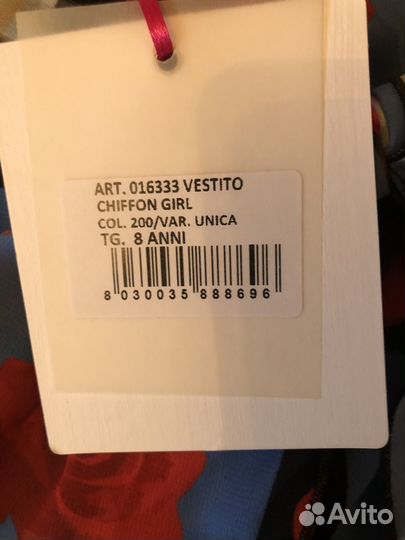 ART. 016333 VESTITO
CHIFFON GIRL
COL. 200/VAR. UNICA
TG. 8 ANNI
8 030035 888696
Avito